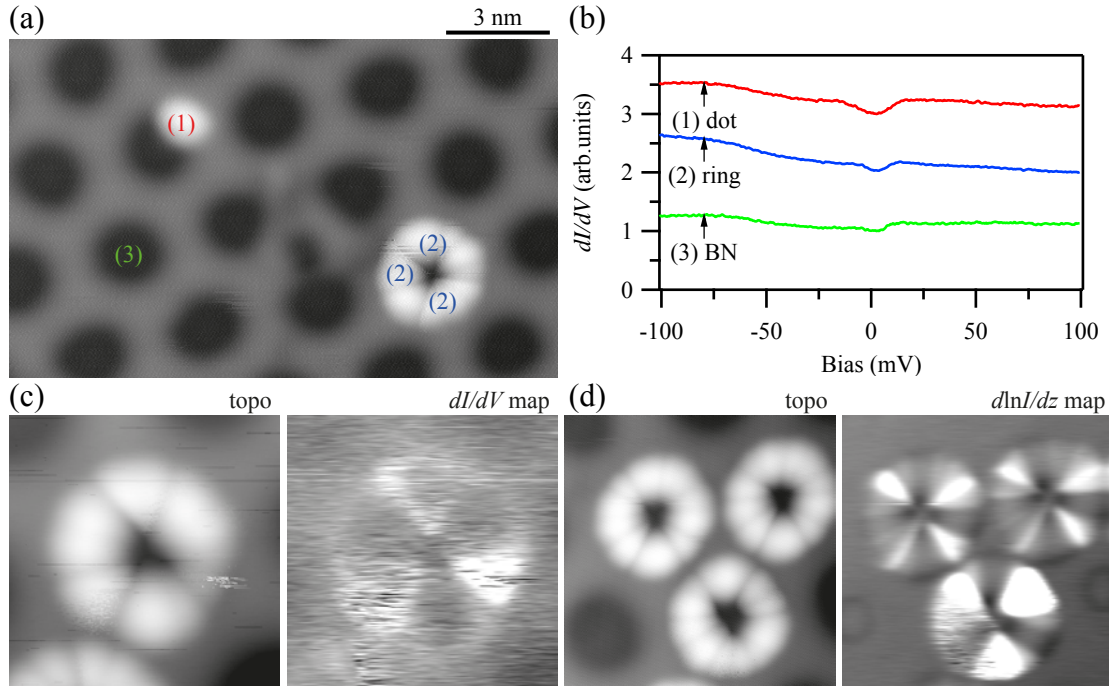 (a)
3 nm
(1)
(3)
(2)
(2)
(2)
(b)
dI/dV (arb.units)
4
3
2
1
0
(1) dot
(2) ring
(3) BN
-100
-50
0
50
100
Bias (mV)
(c)
topo
dI/dV map
(d)
topo
dlnI/dz map